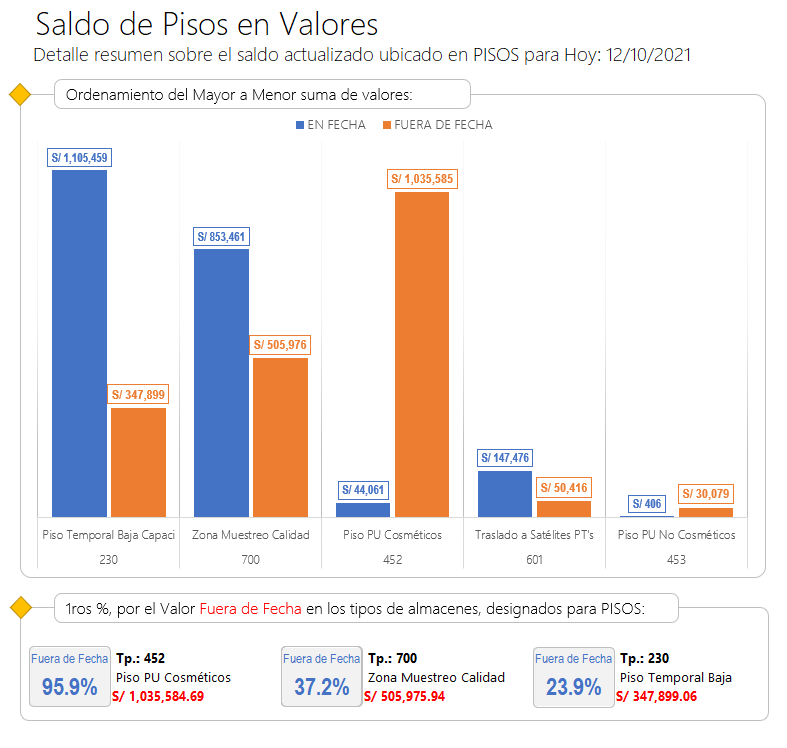 Saldo de Pisos en Valores
Detalle resumen sobre el saldo actualizado ubicado en PISOS para Hoy: 12/10/2021
Ordenamiento del Mayor a Menor suma de valores:
EN FECHA FUERA DE FECHA
S/ 1,105,459
S/ 347,899
S/ 853,461
S/ 505,976
S/ 44,061
S/ 1,035,585
S/ 147,476
S/ 50,416
S/ 406
S/ 30,079
Piso Temporal Baja Capaci Zona Muestreo Calidad Piso PU Cosméticos Traslado a Satélites PT's Piso PU No Cosméticos
230 700 452 601 453
1ros %, por el Valor Fuera de Fecha en los tipos de almacenes, designados para PISOS:
Fuera de Fecha
95.9%
Tp.: 452
Piso PU Cosméticos
S/ 1,035,584.69
Fuera de Fecha
37.2%
Tp.: 700
Zona Muestreo Calidad
S/ 505,975.94
Fuera de Fecha
23.9%
Tp.: 230
Piso Temporal Baja
S/ 347,899.06